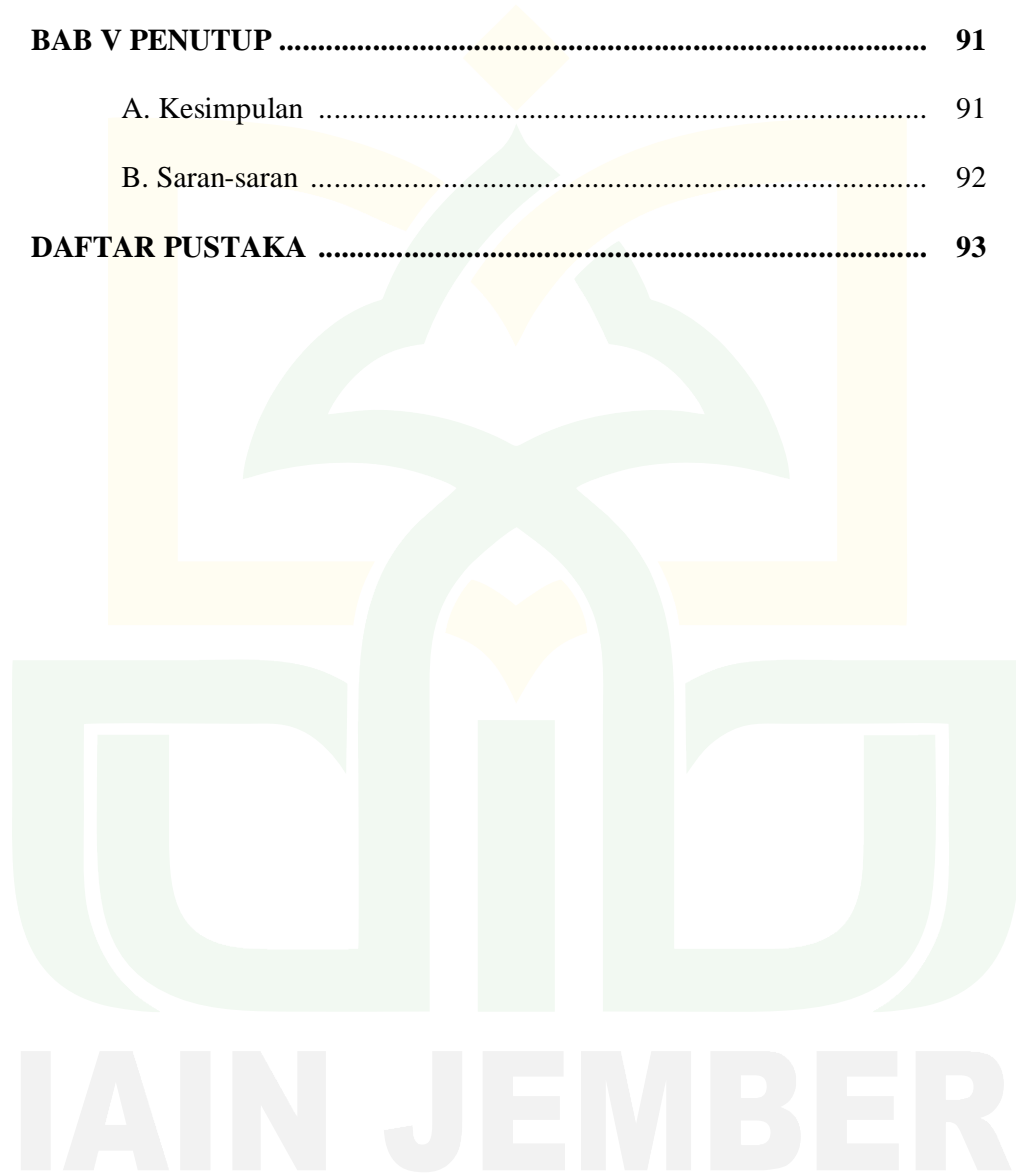 BAB V PENUTUP .................................................................................... 91
A. Kesimpulan .............................................................................. 91
B. Saran-saran ............................................................................... 92
DAFTAR PUSTAKA .............................................................................. 93
IAIN JEMBER